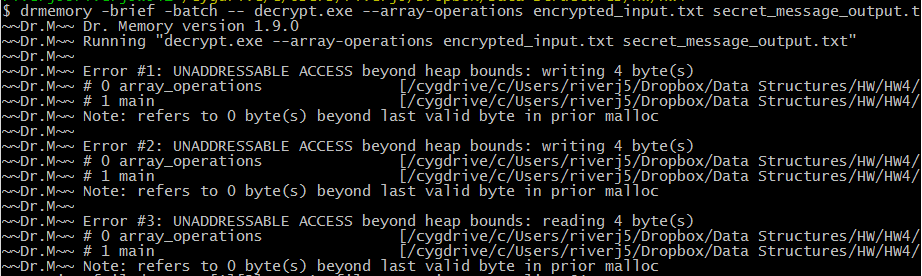 $ drmemory -brief -batch -- decrypt.exe --array-operations encrypted_input.txt secret_message_output.t
~~Dr.M~~ Dr. Memory version 1.9.0
~~Dr.M~~ Running "decrypt.exe --array-operations encrypted_input.txt secret_message_output.txt"
~~Dr.M~~
~~Dr.M~~ Error #1: UNADDRESSABLE ACCESS beyond heap bounds: writing 4 byte(s)
~~Dr.M~~ # 0 array_operations [/cygdrive/c/Users/riverj5/Dropbox/Data Structures/HW/HW4/
~~Dr.M~~ # 1 main [/cygdrive/c/Users/riverj5/Dropbox/Data Structures/HW/HW4/
~~Dr.M~~ Note: refers to 0 byte(s) beyond last valid byte in prior malloc
~~Dr.M~~
~~Dr.M~~ Error #2: UNADDRESSABLE ACCESS beyond heap bounds: writing 4 byte(s)
~~Dr.M~~ # 0 array_operations [/cygdrive/c/Users/riverj5/Dropbox/Data Structures/HW/HW4/
~~Dr.M~~ # 1 main [/cygdrive/c/Users/riverj5/Dropbox/Data Structures/HW/HW4/
~~Dr.M~~ Note: refers to 0 byte(s) beyond last valid byte in prior malloc
~~Dr.M~~
~~Dr.M~~ Error #3: UNADDRESSABLE ACCESS beyond heap bounds: reading 4 byte(s)
~~Dr.M~~ # 0 array_operations [/cygdrive/c/Users/riverj5/Dropbox/Data Structures/HW/HW4/
~~Dr.M~~ # 1 main [/cygdrive/c/Users/riverj5/Dropbox/Data Structures/HW/HW4/
~~Dr.M~~ Note: refers to 0 byte(s) beyond last valid byte in prior malloc